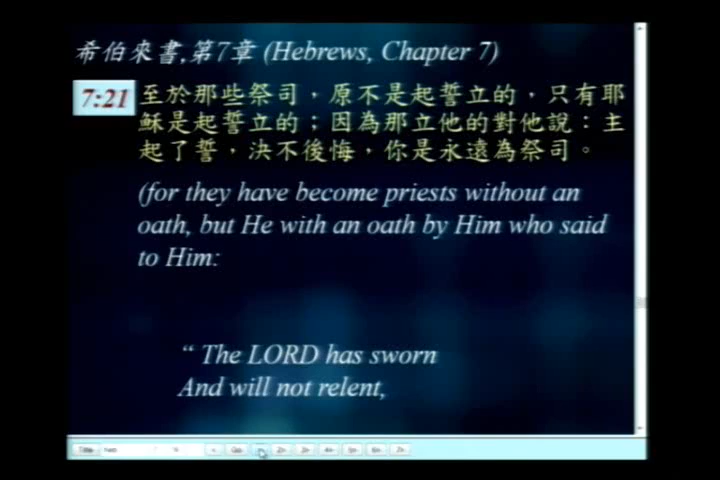 希伯來書,第7章 (Hebrews, Chapter 7)
7:21 至於那些祭司，原不是起誓立的，只有耶
穌是起誓立的；因為那立他的對他說：主
起了誓，決不後悔，你是永遠為祭司。
(for they have become priests without an
oath, but He with an oath by Him who said
to Him:
“ The LORD has sworn
And will not relent,